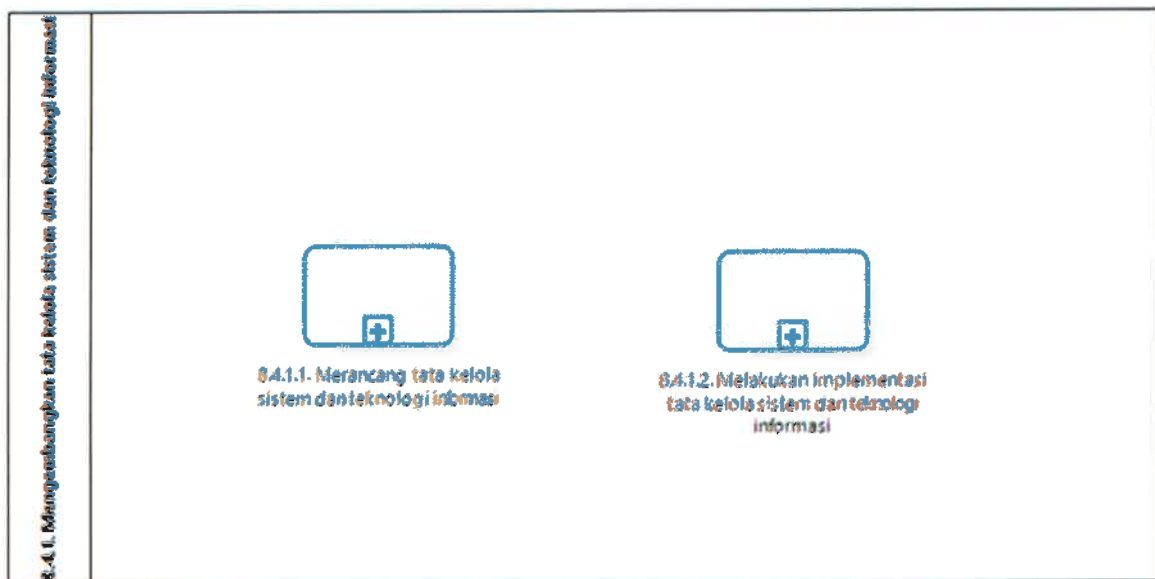 8.4.1. Mengembangkan tata kelola sistem dan teknologi informasi
8.4.1.1. Merancang tata kelola
sistem dan teknologi informasi
8.4.1.2. Melakukan implementasi
tata kelola sistem dan teknologi
informasi